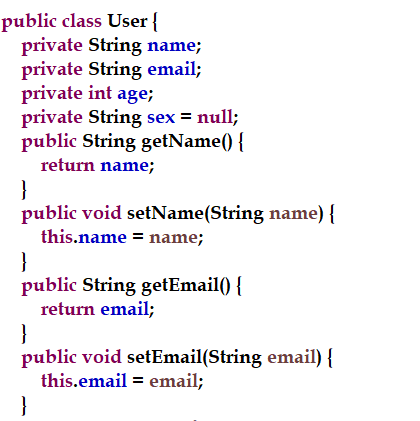 public class User {
private String name;
private String email;
private int age;
private String sex = null;
public String getName() {
return name;
}
public void setName(String name) {
this.name = name;
}
public String getEmail() {
return email;
}
public void setEmail(String email) {
this.email = email;
}